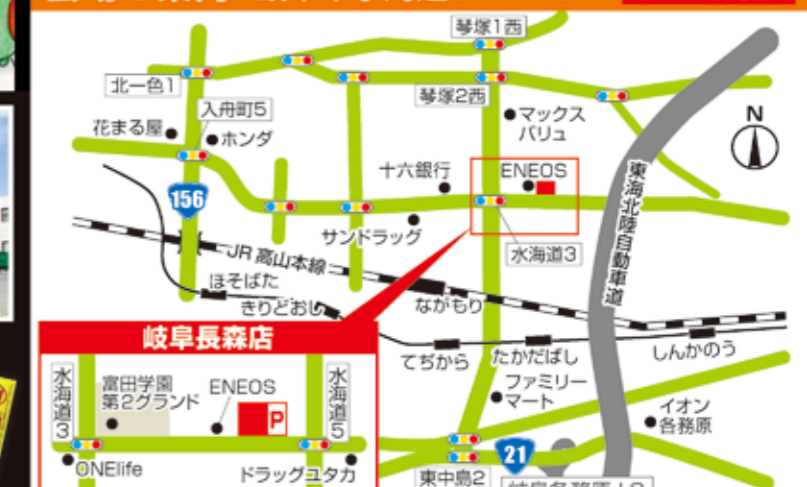 琴塚1西
北一色1
琴塚2西
入舟町5
マックス
バリュ
N
花まる屋
ホンダ
十六銀行
ENEOS
156
東海北陸自動車道
サンドラッグ
水海道3
JR 高山本線
ほそばた
きりどおし
ながもり
岐阜長森店
てぢから
たかだばし
しんかのう
水海道3
富田学園
第2グランド
ENEOS
P
水海道5
ファミリー
マート
イオン
各務原
ONElife
ドラッグユタカ
東中島2
21